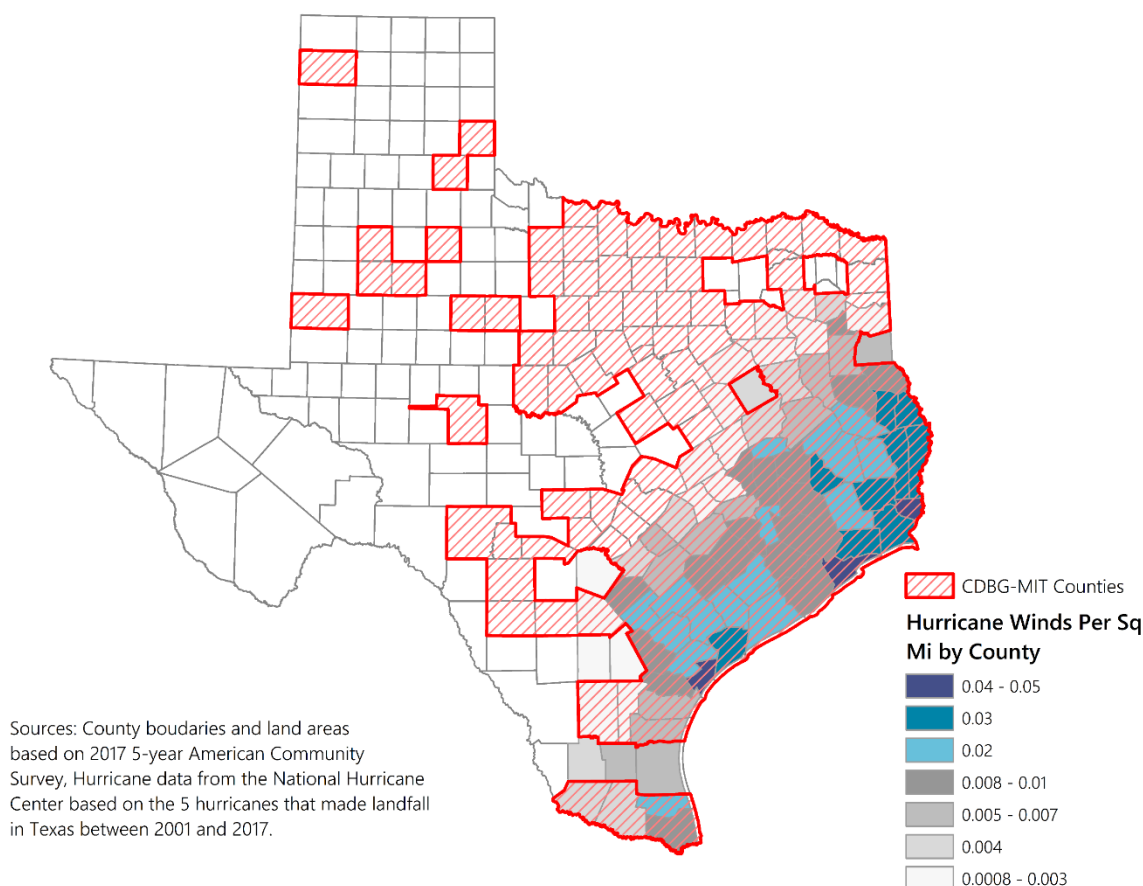 CDBG-MIT Counties
Hurricane Winds Per Sq
Mi by County
0.04 - 0.05
0.03
0.02
0.008 - 0.01
0.005 - 0.007
0.004
0.0008 - 0.003
Sources: County boudaries and land areas
based on 2017 5-year American Community
Survey, Hurricane data from the National Hurricane
Center based on the 5 hurricanes that made landfall
in Texas between 2001 and 2017.